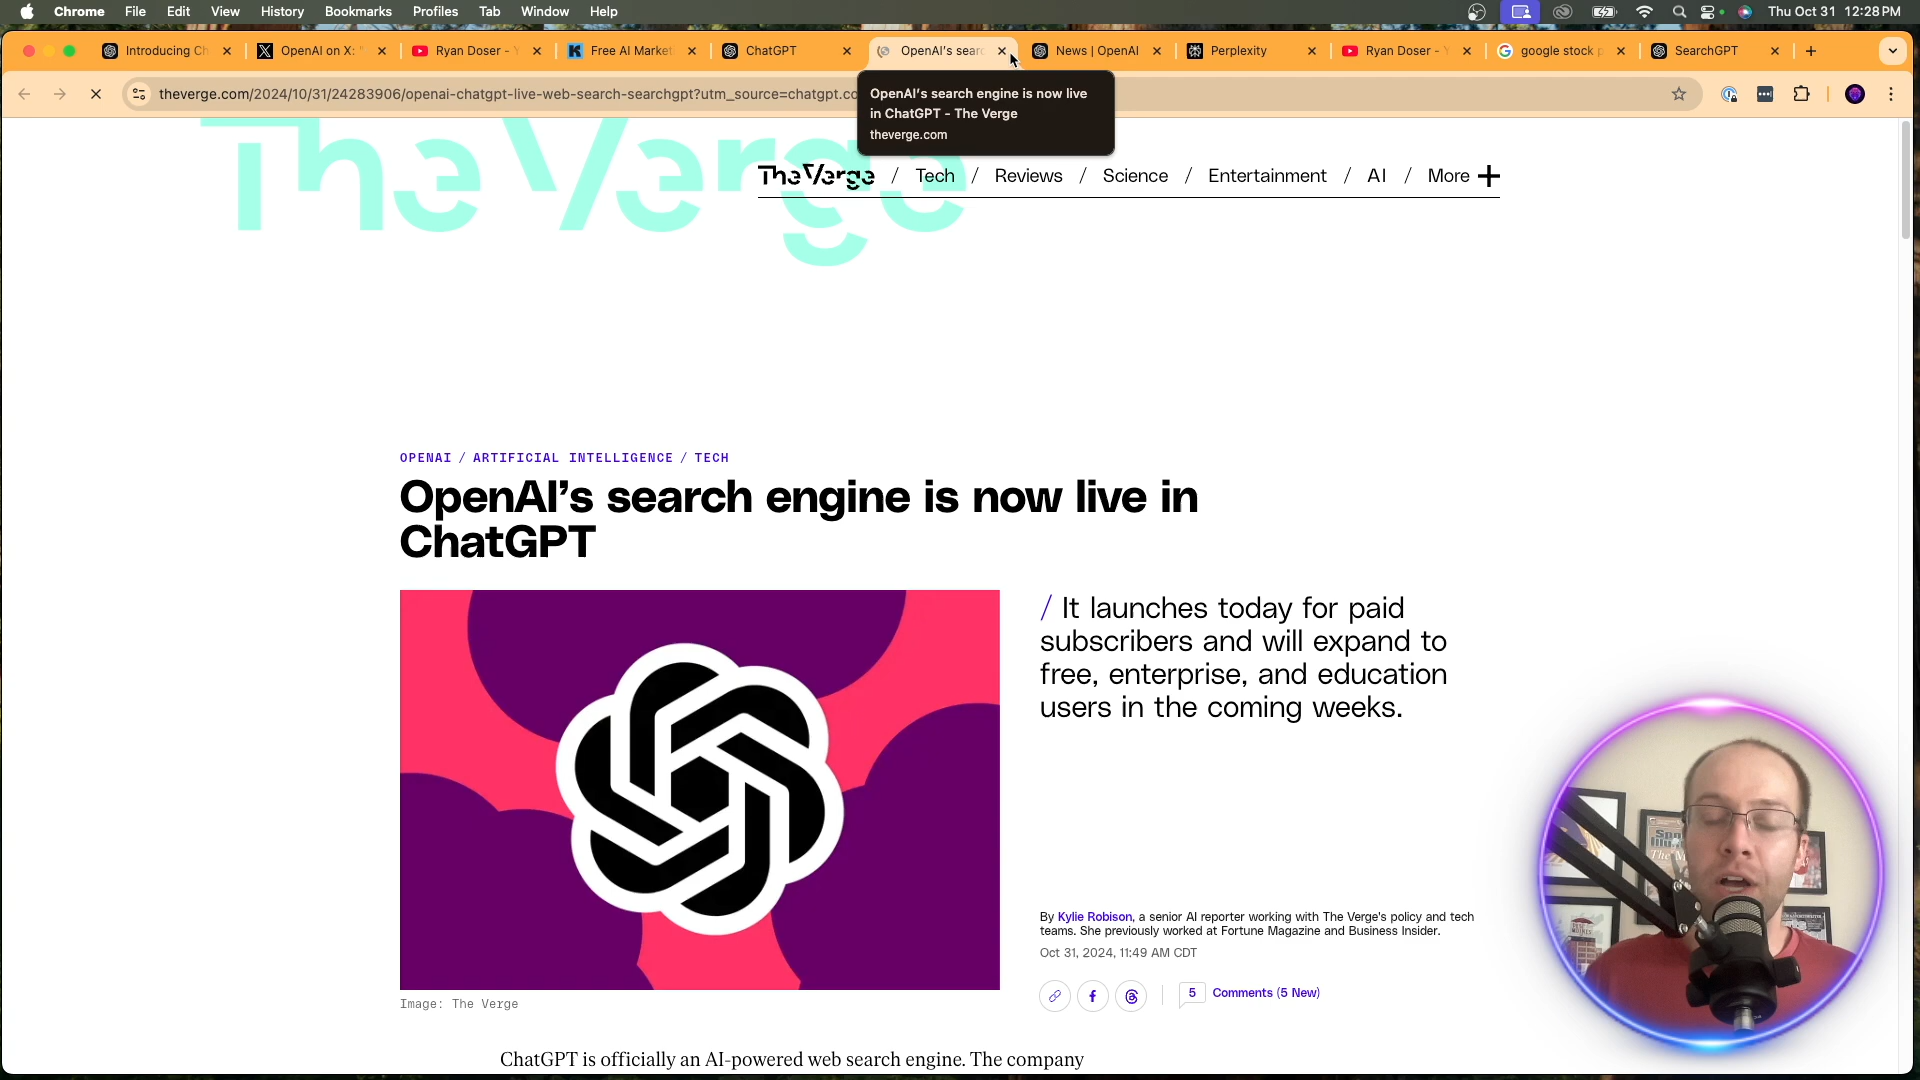 Chrome File Edit View History Bookmarks Profiles Tab Window Help Thu Oct 31 12:28 PM
Introducing Ch OpenAI on X: " Ryan Doser - Y Free AI Market ChatGPT OpenAI's sear News | OpenAI Perplexity Ryan Doser - Y google stock p SearchGPT
theverge.com/2024/10/31/24283906/openai-chatgpt-live-web-search-searchgpt?utm_source=chatgpt.co
OpenAI's search engine is now live
in ChatGPT - The Verge
theverge.com
The Verge
The Verge / Tech / Reviews / Science / Entertainment / AI / More
OPENAI / ARTIFICIAL INTELLIGENCE / TECH
OpenAI's search engine is now live in
ChatGPT
/ It launches today for paid
subscribers and will expand to
free, enterprise, and education
users in the coming weeks.
By Kylie Robison, a senior AI reporter working with The Verge's policy and tech
teams. She previously worked at Fortune Magazine and Business Insider.
Oct 31, 2024, 11:49 AM CDT
5 Comments (5 New)
Image: The Verge
ChatGPT is officially an AI-powered web search engine. The company